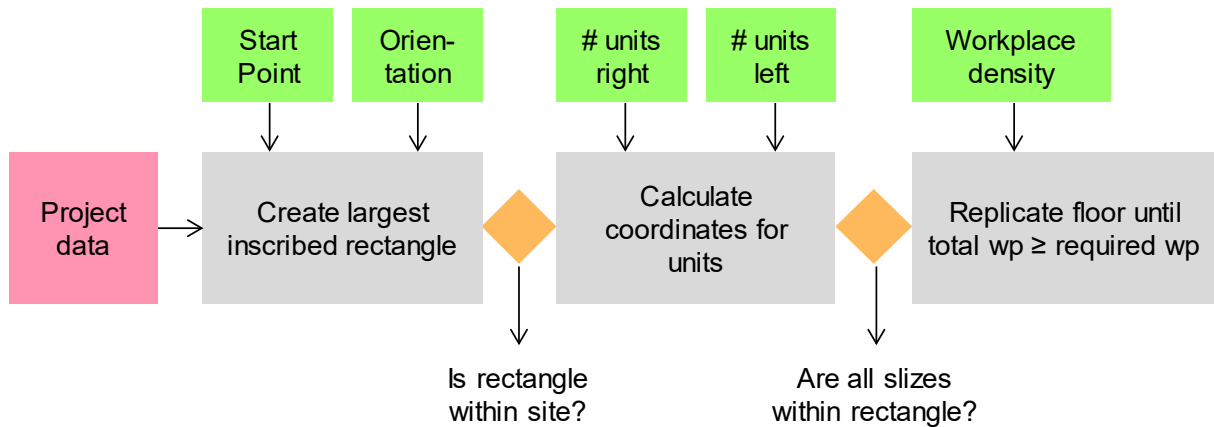 Start
Point
Orien-
tation
# units
right
# units
left
Workplace
density
Project
data
Create largest
inscribed rectangle
Calculate
coordinates for
units
Replicate floor until
total wp ≥ required wp
Is rectangle
within site?
Are all slizes
within rectangle?